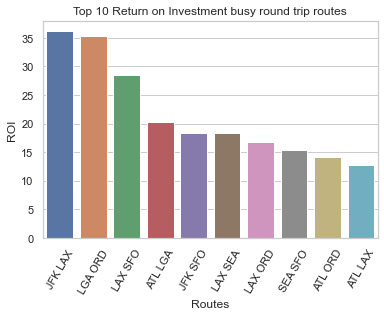 Top 10 Return on Investment busy round trip routes
ROI
35
30
25
20
15
10
5
0
JFK LAX
LGA ORD
LAX SFO
ATL LGA
JFK SFO
LAX SEA
LAX ORD
SEA SFO
ATL ORD
ATL LAX
Routes